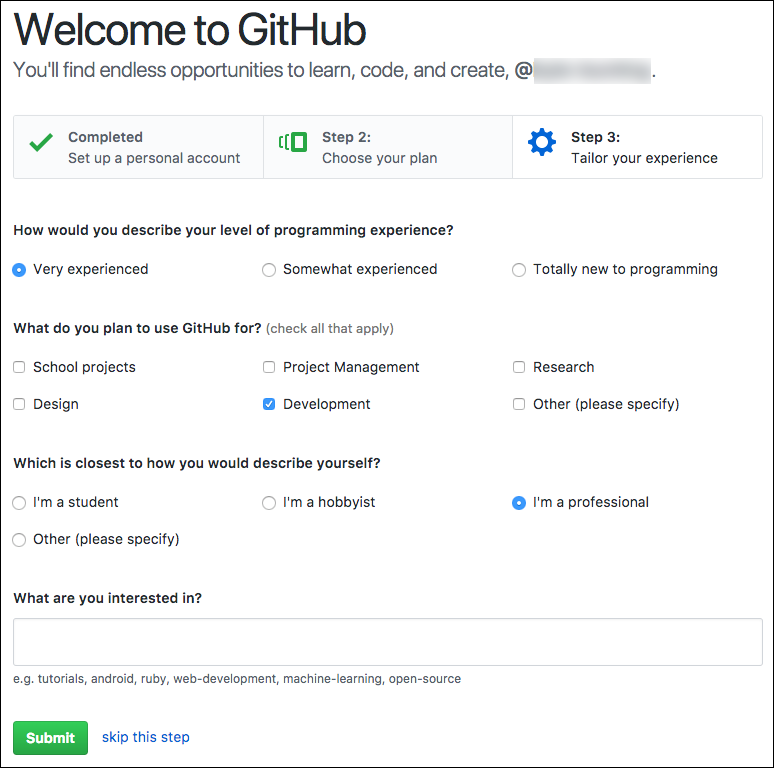 Welcome to GitHub
You'll find endless opportunities to learn, code, and create, @ .
Completed
Set up a personal account
Step 2:
Choose your plan
Step 3:
Tailor your experience
How would you describe your level of programming experience?
Very experienced
Somewhat experienced
Totally new to programming
What do you plan to use GitHub for? (check all that apply)
School projects
Project Management
Research
Design
Development
Other (please specify)
Which is closest to how you would describe yourself?
I'm a student
I'm a hobbyist
I'm a professional
Other (please specify)
What are you interested in?
e.g. tutorials, android, ruby, web-development, machine-learning, open-source
Submit
skip this step